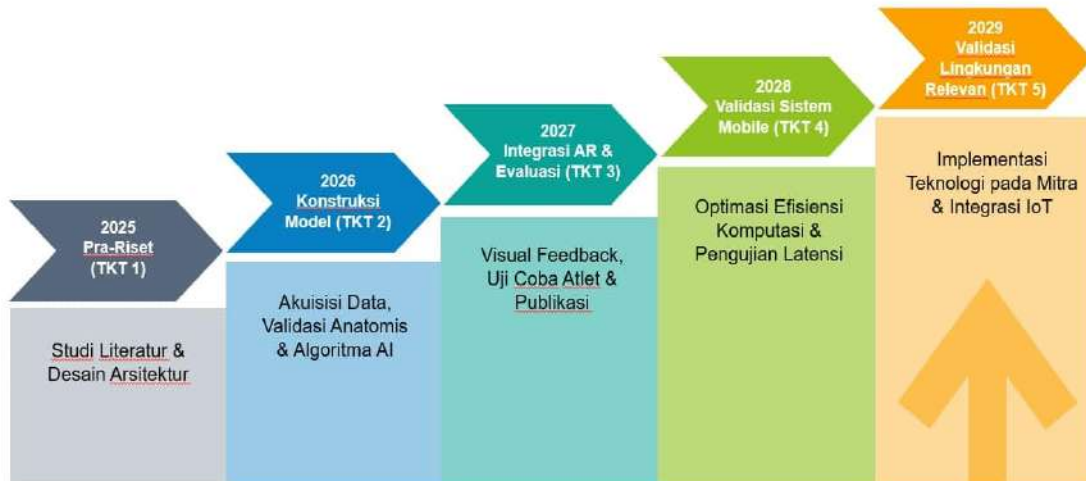 2025
Pra-Riset
(TKT 1)
Studi Literatur &
Desain Arsitektur
2026
Konstruksi
Model (TKT 2)
Akuisisi Data,
Validasi Anatomis
& Algoritma AI
2027
Integrasi AR &
Evaluasi (TKT 3)
Visual Feedback,
Uji Coba Atlet &
Publikasi
2028
Validasi Sistem
Mobile (TKT 4)
Optimasi Efisiensi
Komputasi &
Pengujian Latensi
2029
Validasi
Lingkungan
Relevan (TKT 5)
Implementasi
Teknologi pada Mitra
& Integrasi IoT